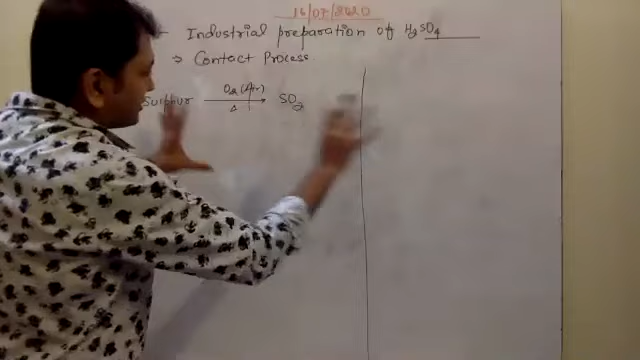 16/07/2020
Industrial preparation of H2SO4
→ Contact Process
O2 (Air)
Sulphur → SO2
Δ